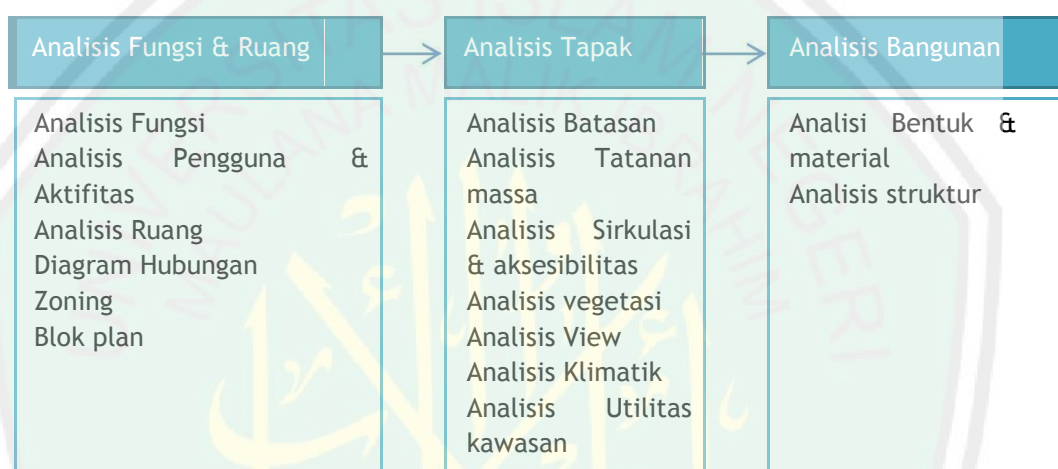 Analisis Fungsi & Ruang
Analisis Fungsi
Analisis Pengguna &
Aktifitas
Analisis Ruang
Diagram Hubungan
Zoning
Blok plan
Analisis Tapak
Analisis Batasan
Analisis Tatanan
massa
Analisis Sirkulasi
& aksesibilitas
Analisis vegetasi
Analisis View
Analisis Klimatik
Analisis Utilitas
kawasan
Analisis Bangunan
Analisi Bentuk &
material
Analisis struktur